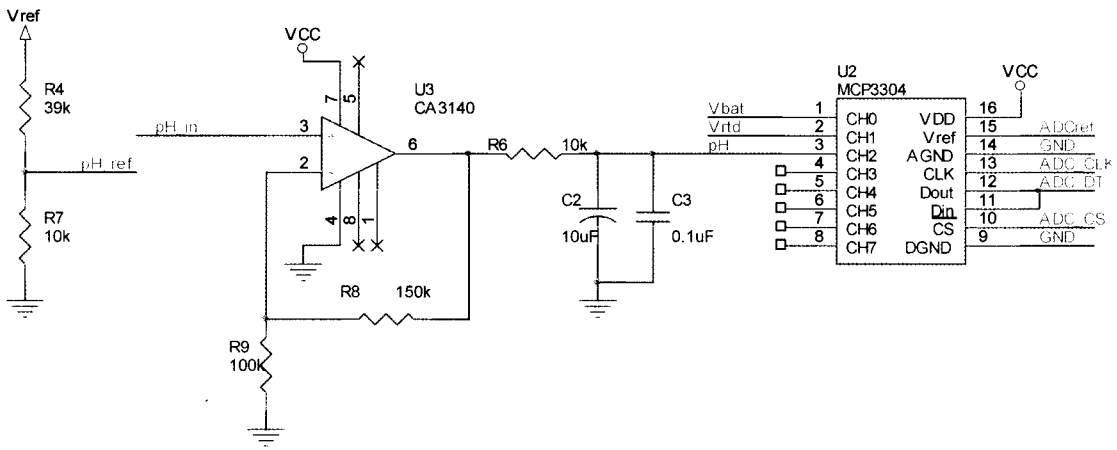 Vref
R4
39k
pH_ref
R7
10k
pH_in
VCC
7
5
U3
CA3140
3
+
2
-
6
4
8
1
R8
150k
R9
100k
R6
10k
C2
10uF
C3
0.1uF
U2
MCP3304
VCC
Vbat
1
CH0
VDD
16
Vrtd
2
CH1
Vref
15
ADCref
pH
3
CH2
AGND
14
GND
4
CH3
CLK
13
ADC_CLK
5
CH4
Dout
12
ADC_DT
6
CH5
Din
11
7
CH6
CS
10
ADC_CS
8
CH7
DGND
9
GND